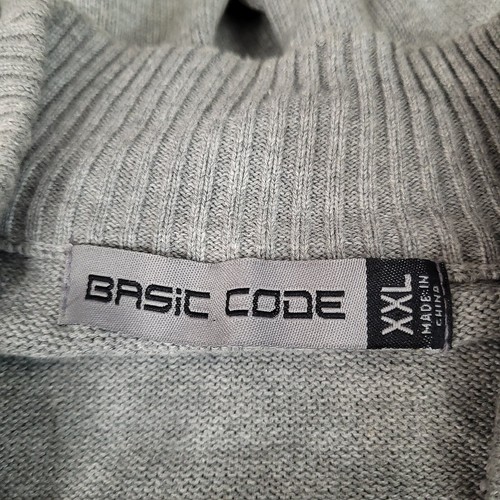 BASiC CODE
XXL
MADE IN
CHINA